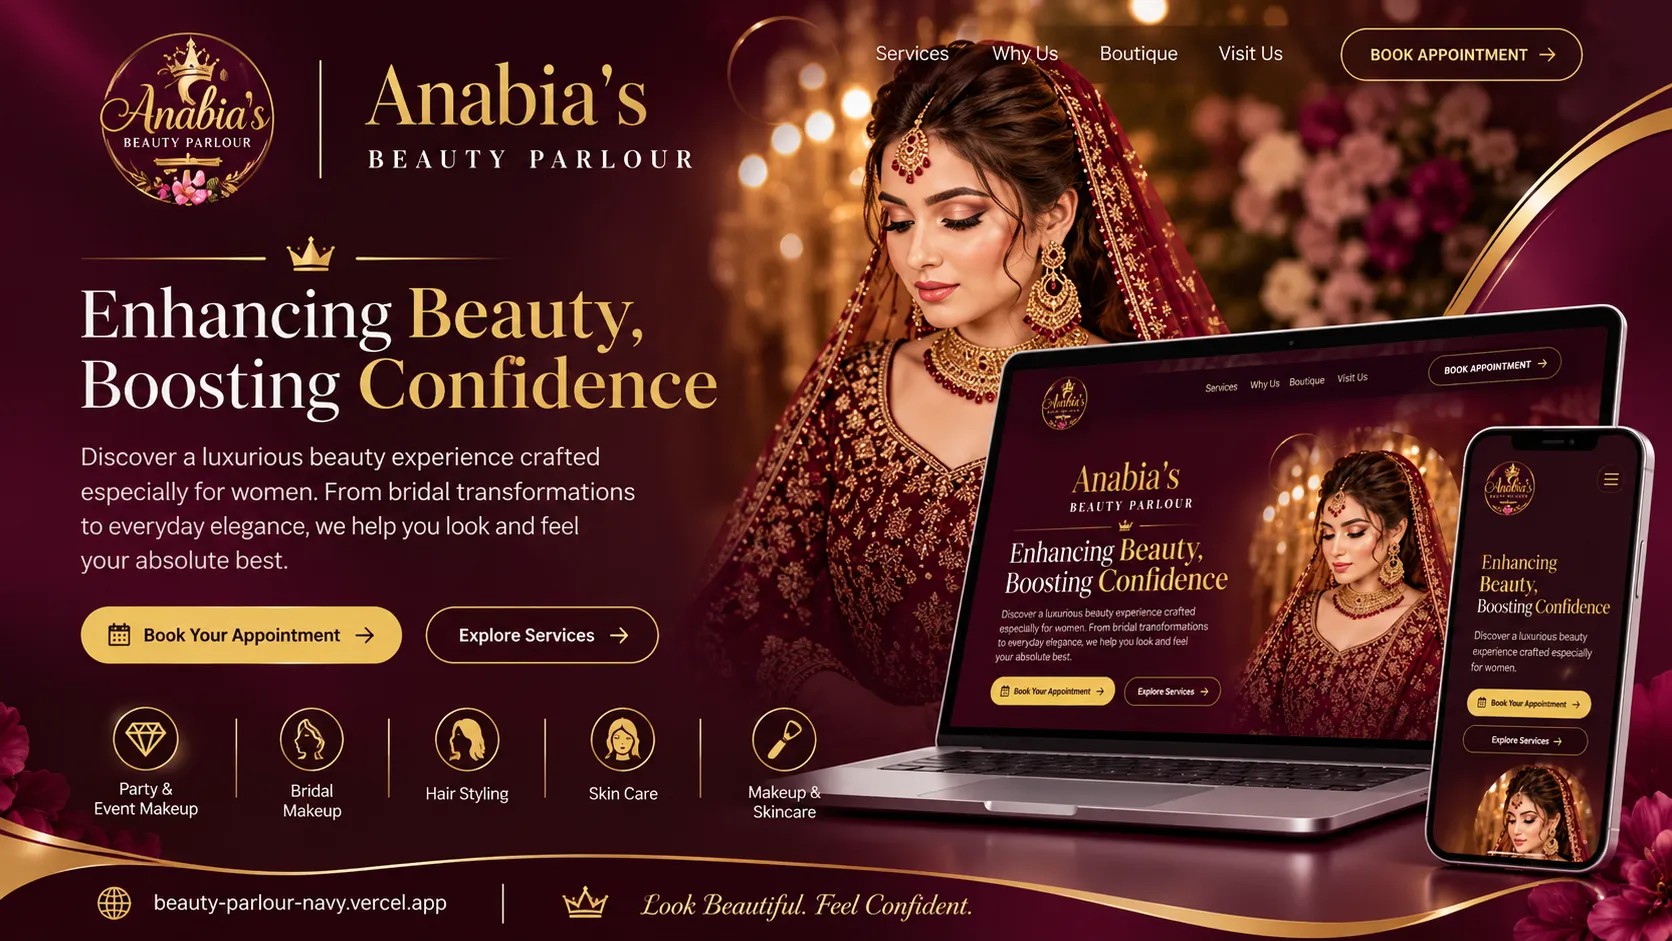 Anabia's
BEAUTY PARLOUR
Anabia's
BEAUTY PARLOUR
Services
Why Us
Boutique
Visit Us
BOOK APPOINTMENT
Enhancing Beauty,
Boosting Confidence
Discover a luxurious beauty experience crafted
especially for women. From bridal transformations
to everyday elegance, we help you look and feel
your absolute best.
Book Your Appointment
Explore Services
Party &
Event Makeup
Bridal
Makeup
Hair Styling
Skin Care
Makeup &
Skincare
Anabia's
Services
Why Us
Boutique
Visit Us
BOOK APPOINTMENT
Anabia's
BEAUTY PARLOUR
Enhancing Beauty,
Boosting Confidence
Discover a luxurious beauty experience crafted
especially for women. From bridal transformations
to everyday elegance, we help you look and feel
your absolute best.
Book Your Appointment
Explore Services
Anabia's
Enhancing
Beauty,
Boosting Confidence
Discover a luxury beauty
experience crafted especially
for women.
Book Your Appointment
Explore Services
beauty-parlour-navy.vercel.app
Look Beautiful. Feel Confident.